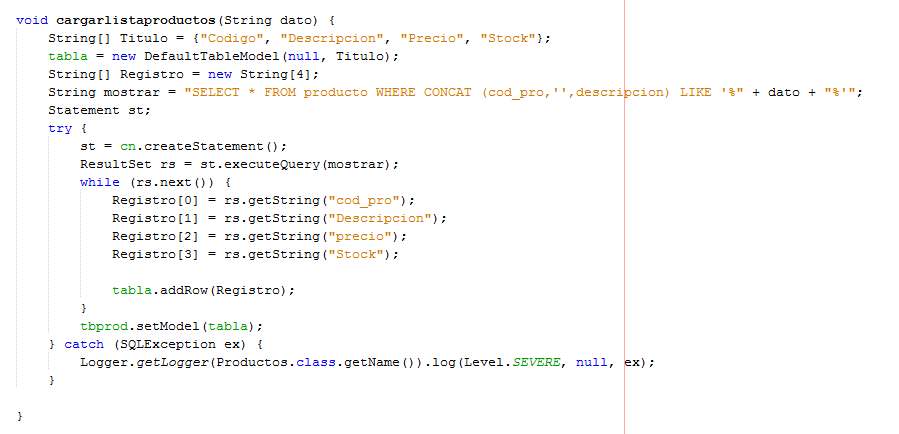 void cargarlistaproductos(String dato) {
String[] Titulo = {"Codigo", "Descripcion", "Precio", "Stock"};
tabla = new DefaultTableModel(null, Titulo);
String[] Registro = new String[4];
String mostrar = "SELECT * FROM producto WHERE CONCAT (cod_pro,'',descripcion) LIKE '%" + dato + "%'";
Statement st;
try {
st = cn.createStatement();
ResultSet rs = st.executeQuery(mostrar);
while (rs.next()) {
Registro[0] = rs.getString("cod_pro");
Registro[1] = rs.getString("Descripcion");
Registro[2] = rs.getString("precio");
Registro[3] = rs.getString("Stock");
tabla.addRow(Registro);
}
tbprod.setModel(tabla);
} catch (SQLException ex) {
Logger.getLogger(Productos.class.getName()).log(Level.SEVERE, null, ex);
}
}